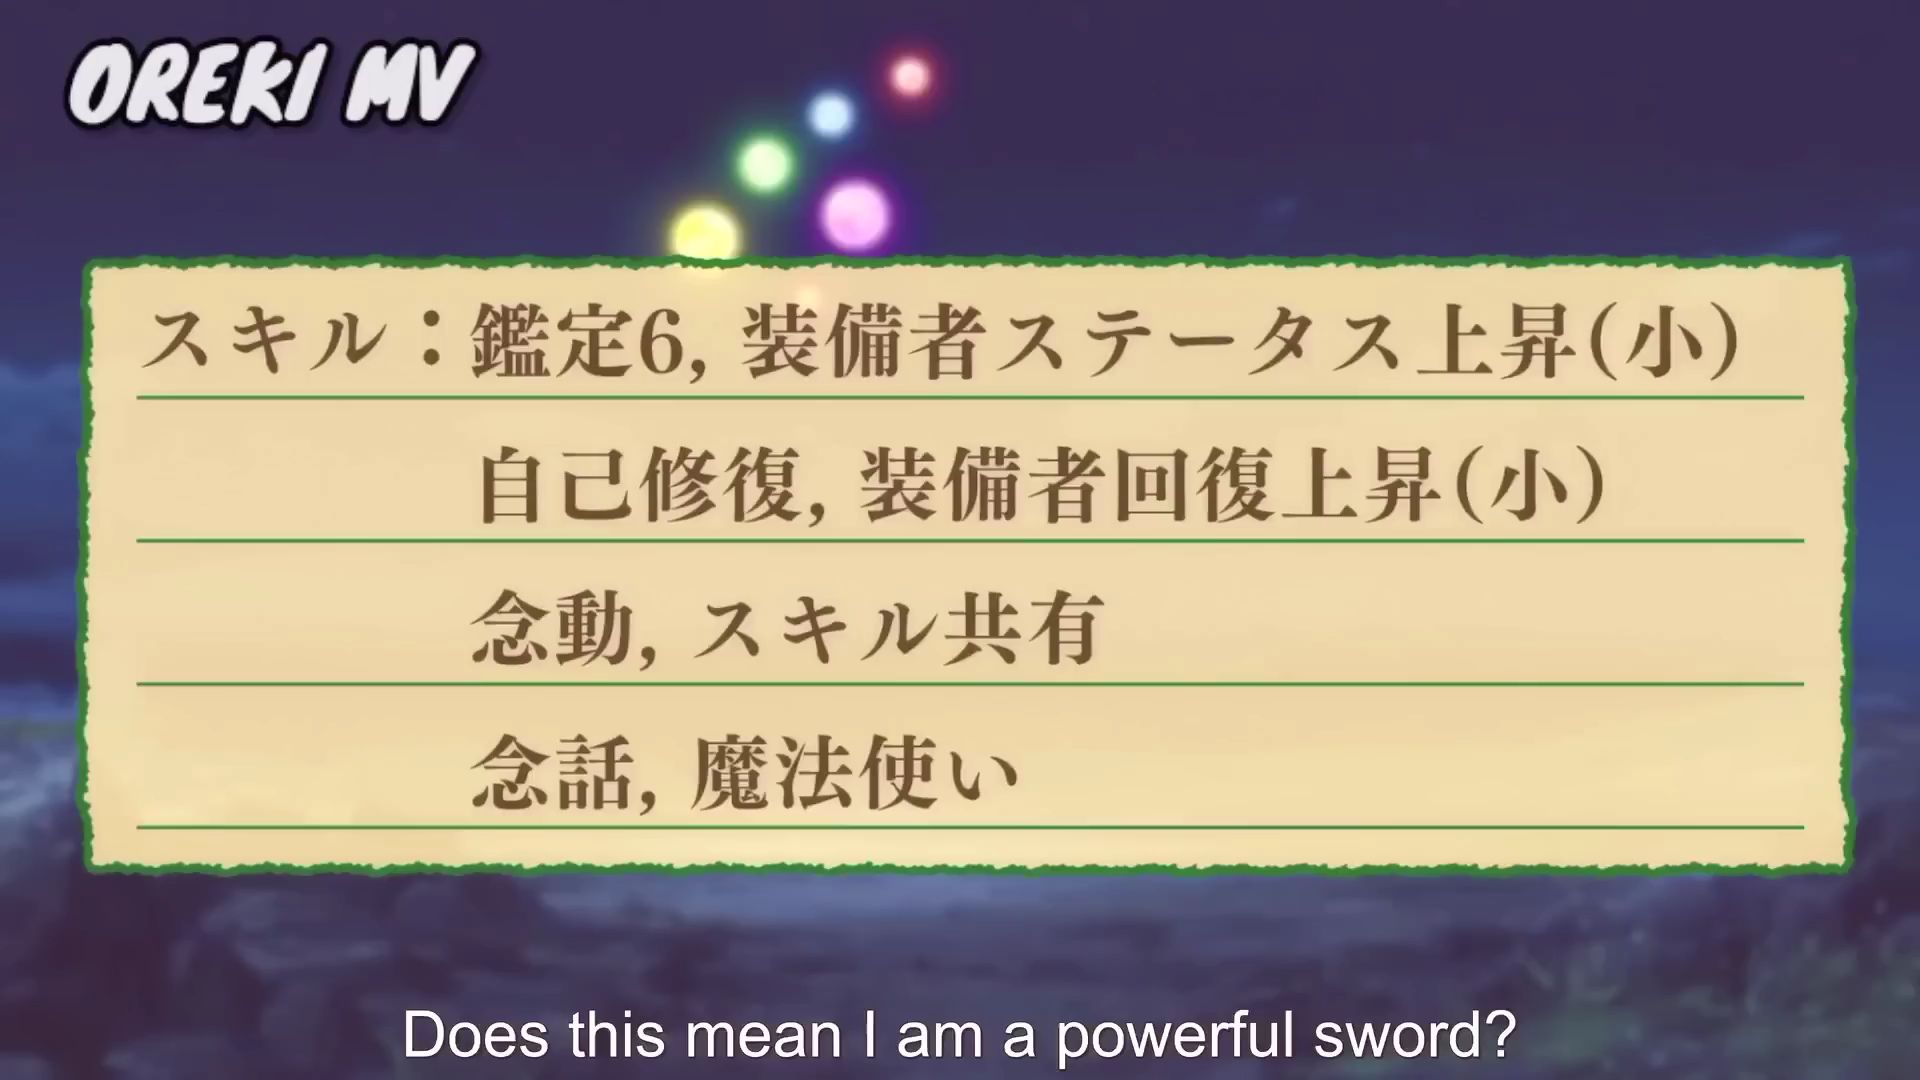 OREKI MV
スキル：鑑定6, 装備者ステータス上昇(小)
自己修復, 装備者回復上昇(小)
念動, スキル共有
念話, 魔法使い
Does this mean I am a powerful sword?